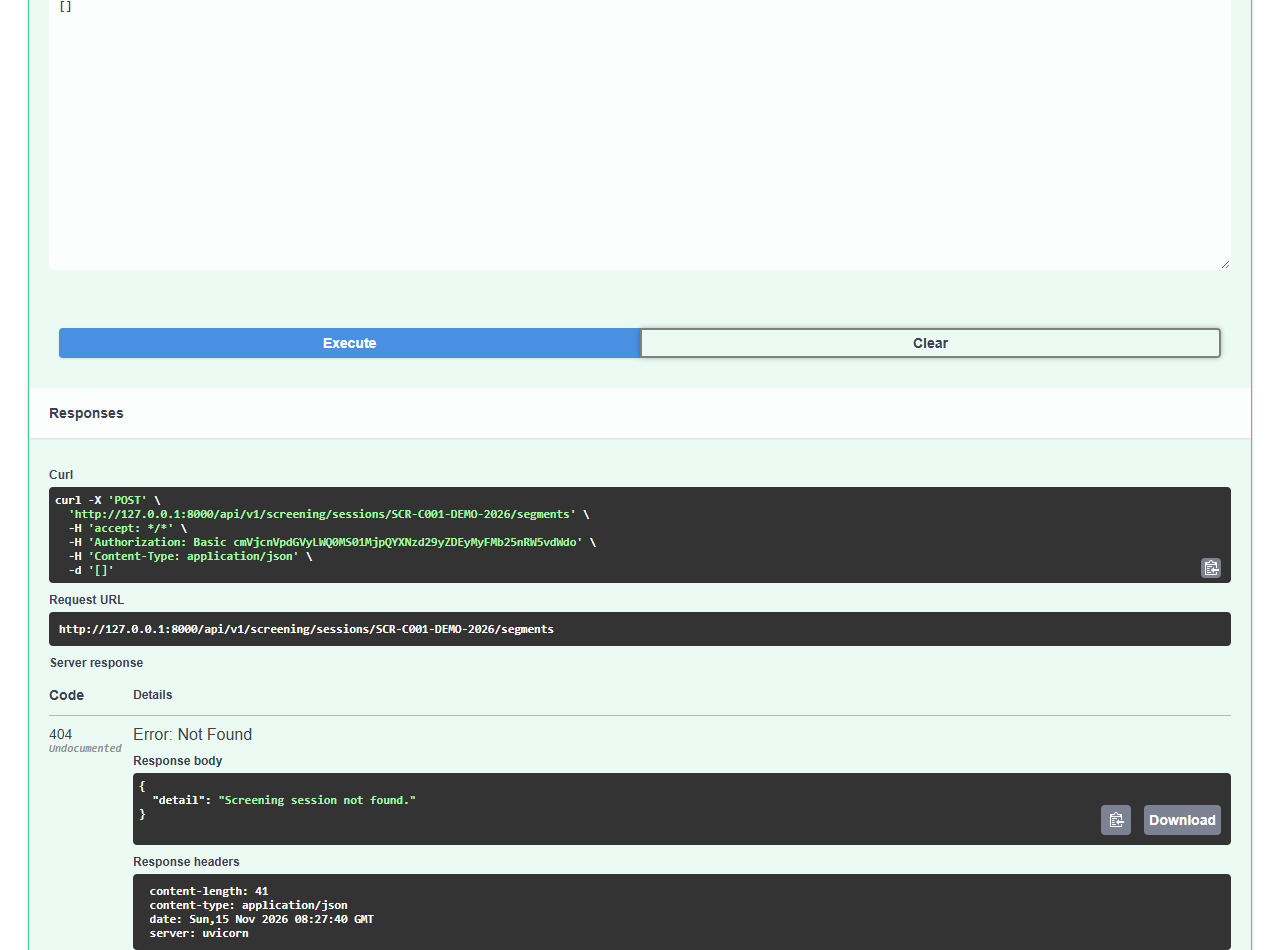 []
Execute
Clear
Responses
Curl
curl -X 'POST' \
'http://127.0.0.1:8000/api/v1/screening/sessions/SCR-C001-DEMO-2026/segments' \
-H 'accept: */*' \
-H 'Authorization: Basic cmVjcnVpdGVyLWQ0MS01MjpQYXNzd29yZDEyMyFMb25nRW5vdWdo' \
-H 'Content-Type: application/json' \
-d '[]'
Request URL
http://127.0.0.1:8000/api/v1/screening/sessions/SCR-C001-DEMO-2026/segments
Server response
Code
Details
404
Undocumented
Error: Not Found
Response body
{
"detail": "Screening session not found."
}
Download
Response headers
content-length: 41
content-type: application/json
date: Sun,15 Nov 2026 08:27:40 GMT
server: uvicorn